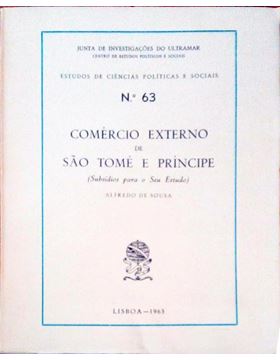 JUNTA DE INVESTIGAÇÕES DO ULTRAMAR
CENTRO DE ESTUDOS POLÍTICOS E SOCIAIS
ESTUDOS DE CIÊNCIAS POLÍTICAS E SOCIAIS
N.º 63
COMÉRCIO EXTERNO
DE
SÃO TOMÉ E PRÍNCIPE
(Subsídios para o Seu Estudo)
ALFREDO DE SOUSA
LISBOA—1963